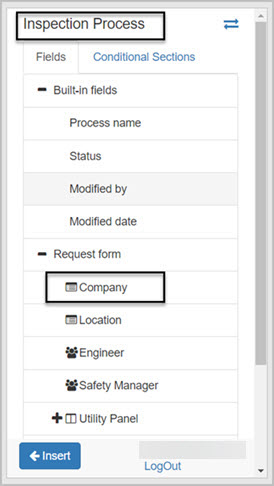 Inspection Process
Fields Conditional Sections
Built-in fields
Process name
Status
Modified by
Modified date
Request form
Company
Location
Engineer
Safety Manager
Utility Panel
Insert
LogOut